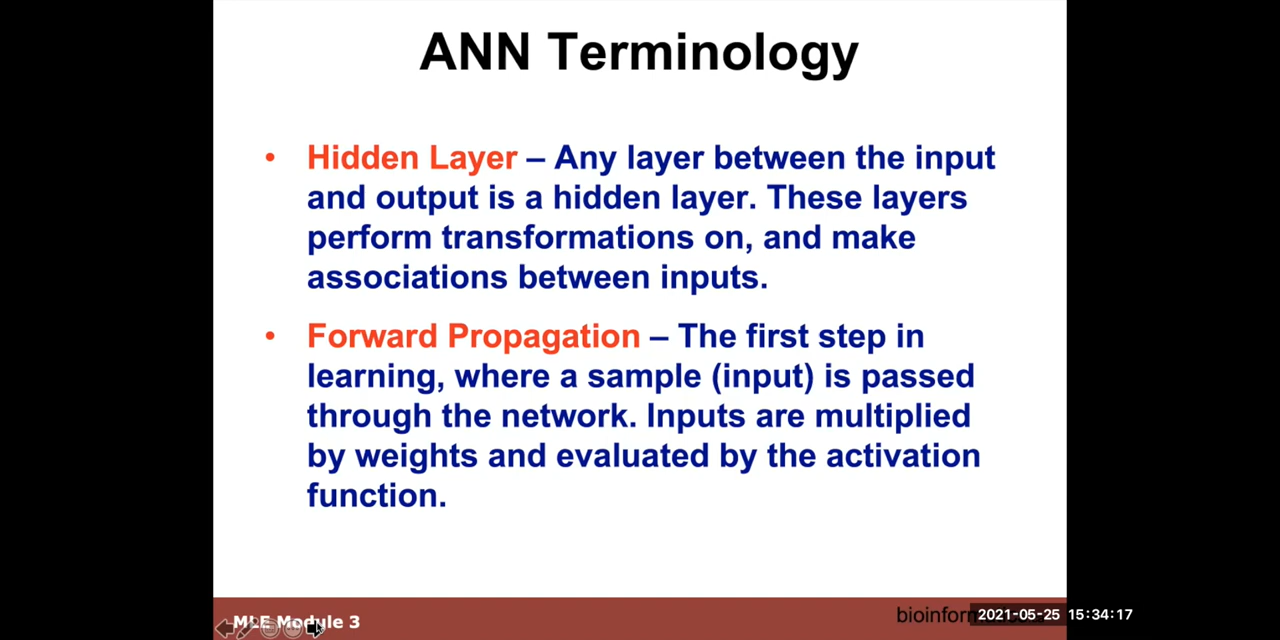 ANN Terminology
• Hidden Layer – Any layer between the input
and output is a hidden layer. These layers
perform transformations on, and make
associations between inputs.
• Forward Propagation – The first step in
learning, where a sample (input) is passed
through the network. Inputs are multiplied
by weights and evaluated by the activation
function.
MLE Module 3
2021-05-25 15:34:17